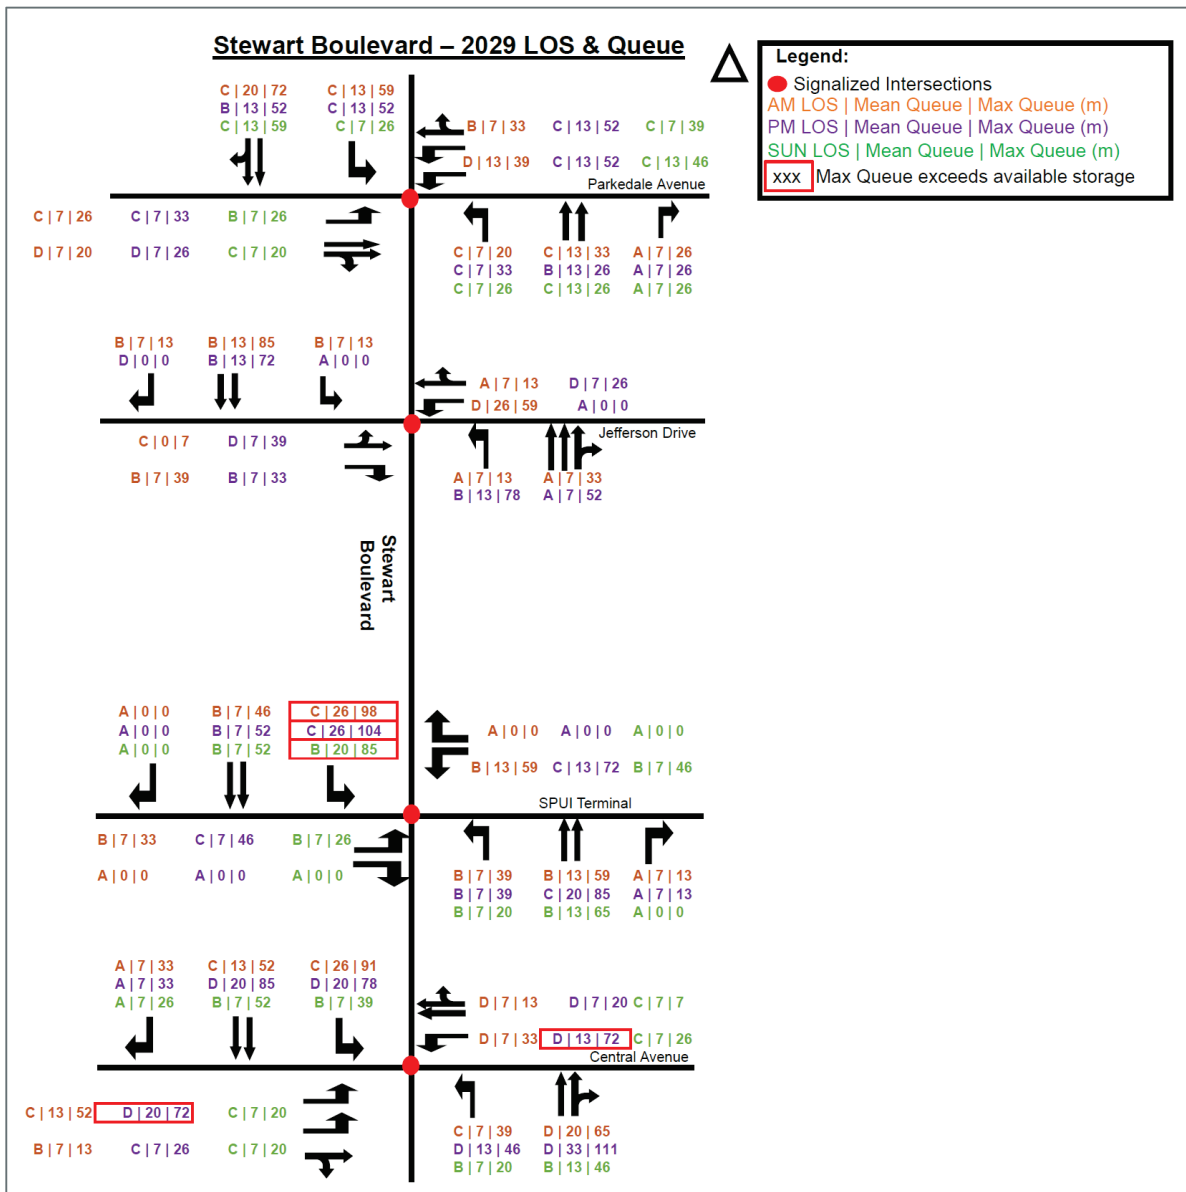 Stewart Boulevard – 2029 LOS & Queue
Legend:
Signalized Intersections
AM LOS | Mean Queue | Max Queue (m)
PM LOS | Mean Queue | Max Queue (m)
SUN LOS | Mean Queue | Max Queue (m)
xxx Max Queue exceeds available storage
C | 20 | 72 C | 13 | 59
B | 13 | 52 C | 13 | 52
C | 13 | 59 C | 7 | 26
B | 7 | 33 C | 13 | 52 C | 7 | 39
D | 13 | 39 C | 13 | 52 C | 13 | 46
Parkedale Avenue
C | 7 | 26 C | 7 | 33 B | 7 | 26
D | 7 | 20 D | 7 | 26 C | 7 | 20
C | 7 | 20 C | 13 | 33 A | 7 | 26
C | 7 | 33 B | 13 | 26 A | 7 | 26
C | 7 | 26 C | 13 | 26 A | 7 | 26
B | 7 | 13 B | 13 | 85 B | 7 | 13
D | 0 | 0 B | 13 | 72 A | 0 | 0
A | 7 | 13 D | 7 | 26
D | 26 | 59 A | 0 | 0
Jefferson Drive
C | 0 | 7 D | 7 | 39
B | 7 | 39 B | 7 | 33
A | 7 | 13 A | 7 | 33
B | 13 | 78 A | 7 | 52
Stewart
Boulevard
A | 0 | 0 B | 7 | 46 C | 26 | 98
A | 0 | 0 B | 7 | 52 C | 26 | 104
A | 0 | 0 B | 7 | 52 B | 20 | 85
A | 0 | 0 A | 0 | 0 A | 0 | 0
B | 13 | 59 C | 13 | 72 B | 7 | 46
SPUI Terminal
B | 7 | 33 C | 7 | 46 B | 7 | 26
A | 0 | 0 A | 0 | 0 A | 0 | 0
B | 7 | 39 B | 13 | 59 A | 7 | 13
B | 7 | 39 C | 20 | 85 A | 7 | 13
B | 7 | 20 B | 13 | 65 A | 0 | 0
A | 7 | 33 C | 13 | 52 C | 26 | 91
A | 7 | 33 D | 20 | 85 D | 20 | 78
A | 7 | 26 B | 7 | 52 B | 7 | 39
D | 7 | 13 D | 7 | 20 C | 7 | 7
D | 7 | 33 D | 13 | 72 C | 7 | 26
Central Avenue
C | 13 | 52 D | 20 | 72 C | 7 | 20
B | 7 | 13 C | 7 | 26 C | 7 | 20
C | 7 | 39 D | 20 | 65
D | 13 | 46 D | 33 | 111
B | 7 | 20 B | 13 | 46